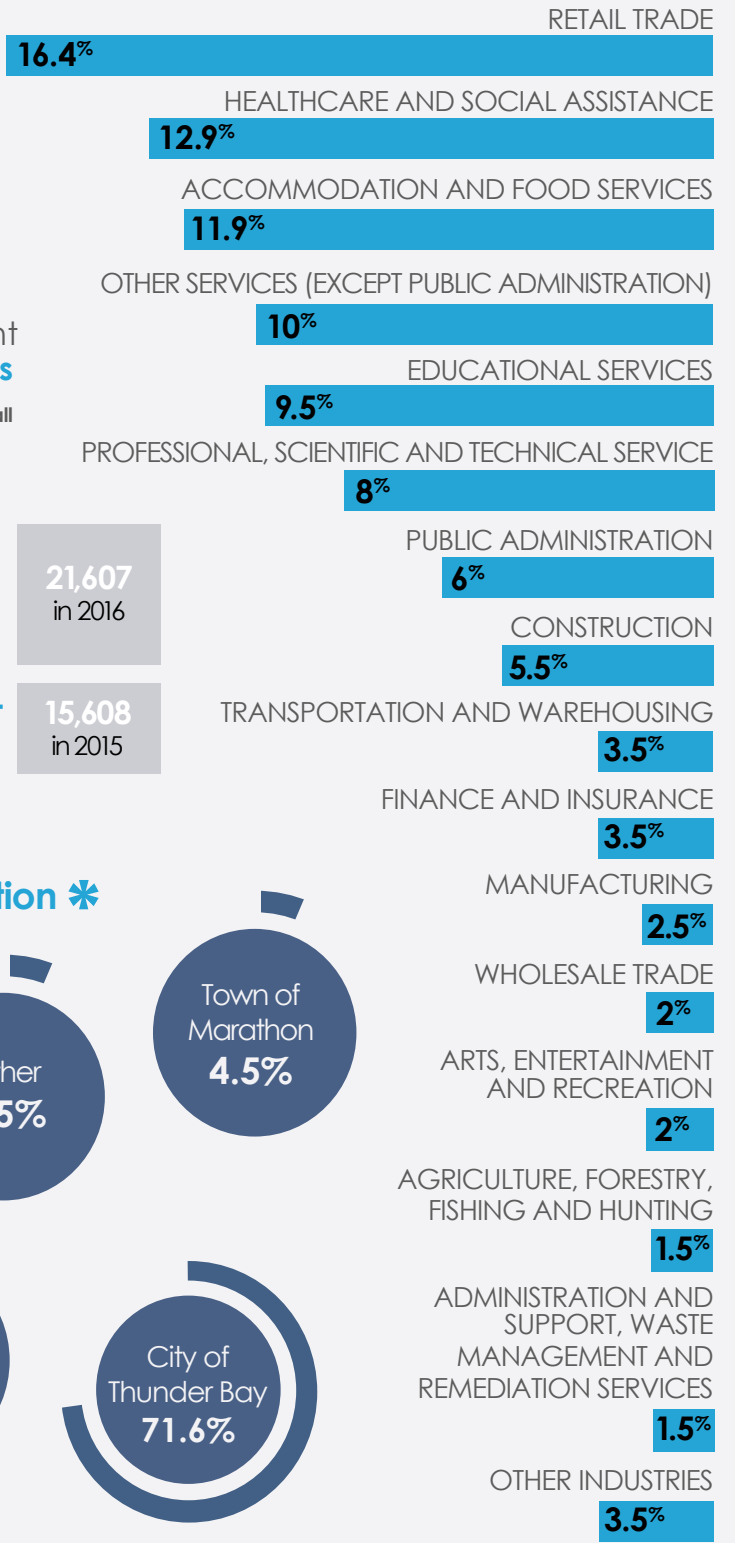 RETAIL TRADE
16.4%
HEALTHCARE AND SOCIAL ASSISTANCE
12.9%
ACCOMMODATION AND FOOD SERVICES
11.9%
OTHER SERVICES (EXCEPT PUBLIC ADMINISTRATION)
10%
EDUCATIONAL SERVICES
9.5%
PROFESSIONAL, SCIENTIFIC AND TECHNICAL SERVICE
8%
PUBLIC ADMINISTRATION
6%
CONSTRUCTION
5.5%
TRANSPORTATION AND WAREHOUSING
3.5%
FINANCE AND INSURANCE
3.5%
MANUFACTURING
2.5%
WHOLESALE TRADE
2%
ARTS, ENTERTAINMENT
AND RECREATION
2%
AGRICULTURE, FORESTRY,
FISHING AND HUNTING
1.5%
ADMINISTRATION AND
SUPPORT, WASTE
MANAGEMENT AND
REMEDIATION SERVICES
1.5%
OTHER INDUSTRIES
3.5%
21,607
in 2016
15,608
in 2015
Town of
Marathon
4.5%
City of
Thunder Bay
71.6%